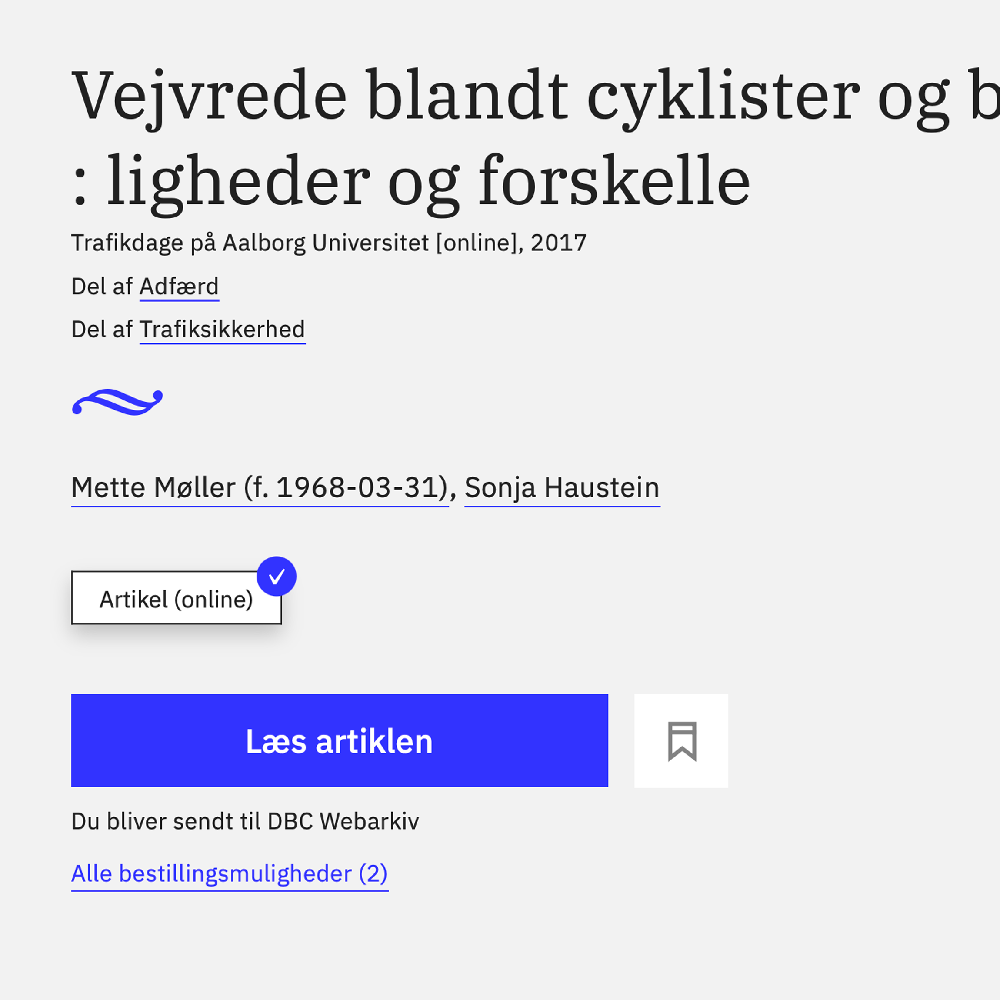 Vejvrede blandt cyklister og
: ligheder og forskelle
Trafikdage på Aalborg Universitet [online], 2017
Del af Adfærd
Del af Trafiksikkerhed
Mette Møller (f. 1968-03-31), Sonja Haustein
Artikel (online)
Læs artiklen
Du bliver sendt til DBC Webarkiv
Alle bestillingsmuligheder (2)